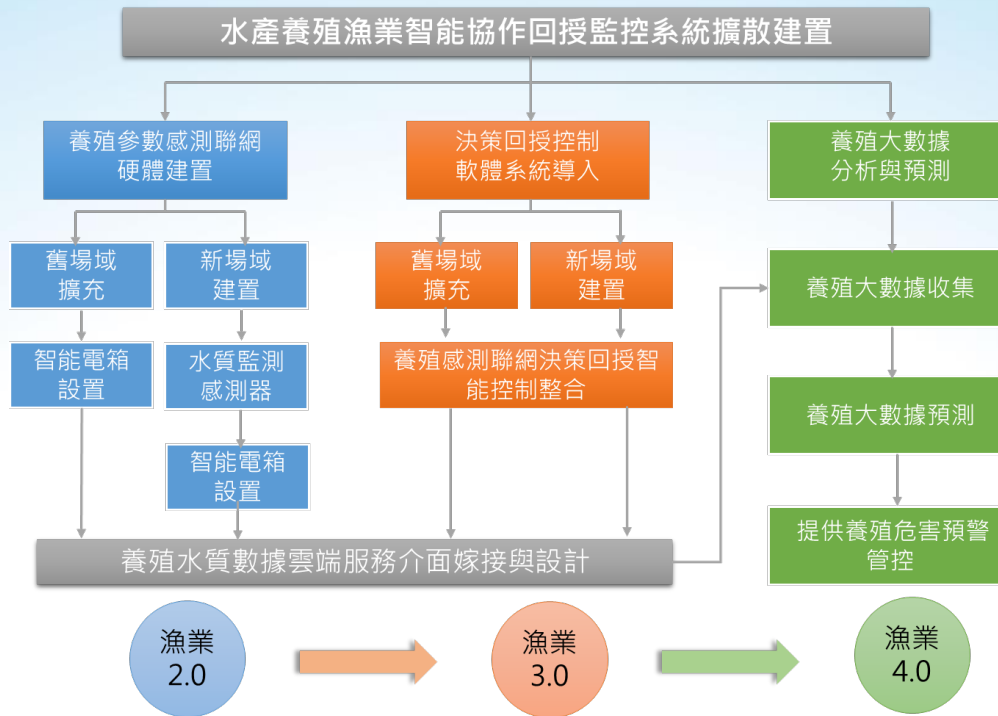 水產養殖漁業智能協作回授監控系統擴散建置
養殖參數感測聯網
硬體建置
決策回授控制
軟體系統導入
養殖大數據
分析與預測
舊場域
擴充
新場域
建置
舊場域
擴充
新場域
建置
養殖大數據收集
智能電箱
設置
水質監測
感測器
養殖感測聯網決策回授智
能控制整合
養殖大數據預測
智能電箱
設置
養殖水質數據雲端服務介面嫁接與設計
提供養殖危害預警
管控
漁業
2.0
漁業
3.0
漁業
4.0